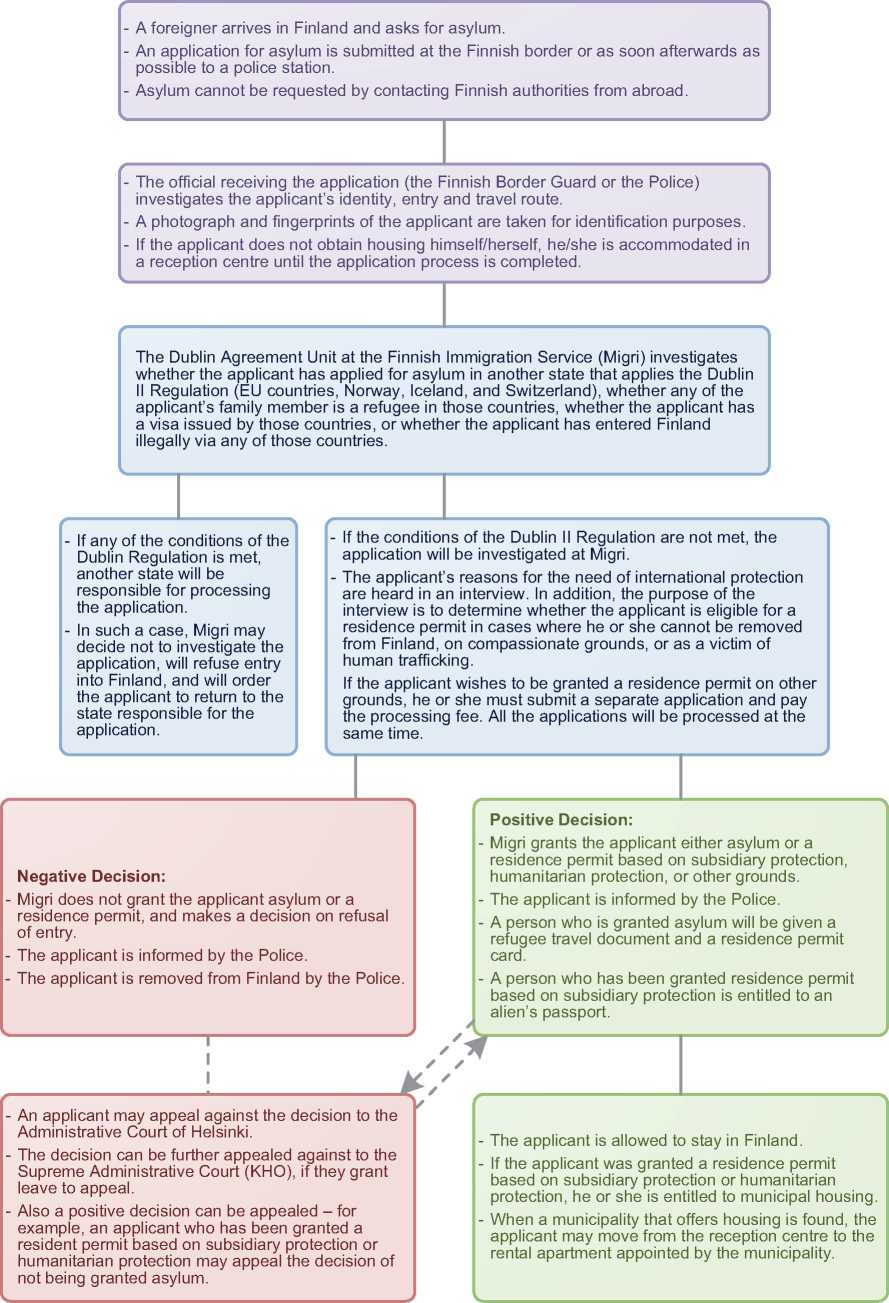 - A foreigner arrives in Finland and asks for asylum.
- An application for asylum is submitted at the Finnish border or as soon afterwards as
possible to a police station.
- Asylum cannot be requested by contacting Finnish authorities from abroad.
- The official receiving the application (the Finnish Border Guard or the Police)
investigates the applicant's identity, entry and travel route.
- A photograph and fingerprints of the applicant are taken for identification purposes.
- If the applicant does not obtain housing himself/herself, he/she is accommodated in
a reception centre until the application process is completed.
The Dublin Agreement Unit at the Finnish Immigration Service (Migri) investigates
whether the applicant has applied for asylum in another state that applies the Dublin
II Regulation (EU countries, Norway, Iceland, and Switzerland), whether any of the
applicant's family member is a refugee in those countries, whether the applicant has
a visa issued by those countries, or whether the applicant has entered Finland
illegally via any of those countries.
- If any of the conditions of the
Dublin Regulation is met,
another state will be
responsible for processing
the application.
- In such a case, Migri may
decide not to investigate the
application, will refuse entry
into Finland, and will order
the applicant to return to the
state responsible for the
application.
- If the conditions of the Dublin II Regulation are not met, the
application will be investigated at Migri.
- The applicant's reasons for the need of international protection
are heard in an interview. In addition, the purpose of the
interview is to determine whether the applicant is eligible for a
residence permit in cases where he or she cannot be removed
from Finland, on compassionate grounds, or as a victim of
human trafficking.
If the applicant wishes to be granted a residence permit on other
grounds, he or she must submit a separate application and pay
the processing fee. All the applications will be processed at the
same time.
Negative Decision:
- Migri does not grant the applicant asylum or a
residence permit, and makes a decision on refusal
of entry.
- The applicant is informed by the Police.
- The applicant is removed from Finland by the Police.
Positive Decision:
- Migri grants the applicant either asylum or a
residence permit based on subsidiary protection,
humanitarian protection, or other grounds.
- The applicant is informed by the Police.
- A person who is granted asylum will be given a
refugee travel document and a residence permit
card.
- A person who has been granted residence permit
based on subsidiary protection is entitled to an
alien's passport.
- An applicant may appeal against the decision to the
Administrative Court of Helsinki.
- The decision can be further appealed against to the
Supreme Administrative Court (KHO), if they grant
leave to appeal.
- Also a positive decision can be appealed – for
example, an applicant who has been granted a
resident permit based on subsidiary protection or
humanitarian protection may appeal the decision of
not being granted asylum.
- The applicant is allowed to stay in Finland.
- If the applicant was granted a residence permit
based on subsidiary protection or humanitarian
protection, he or she is entitled to municipal housing.
- When a municipality that offers housing is found, the
applicant may move from the reception centre to the
rental apartment appointed by the municipality.